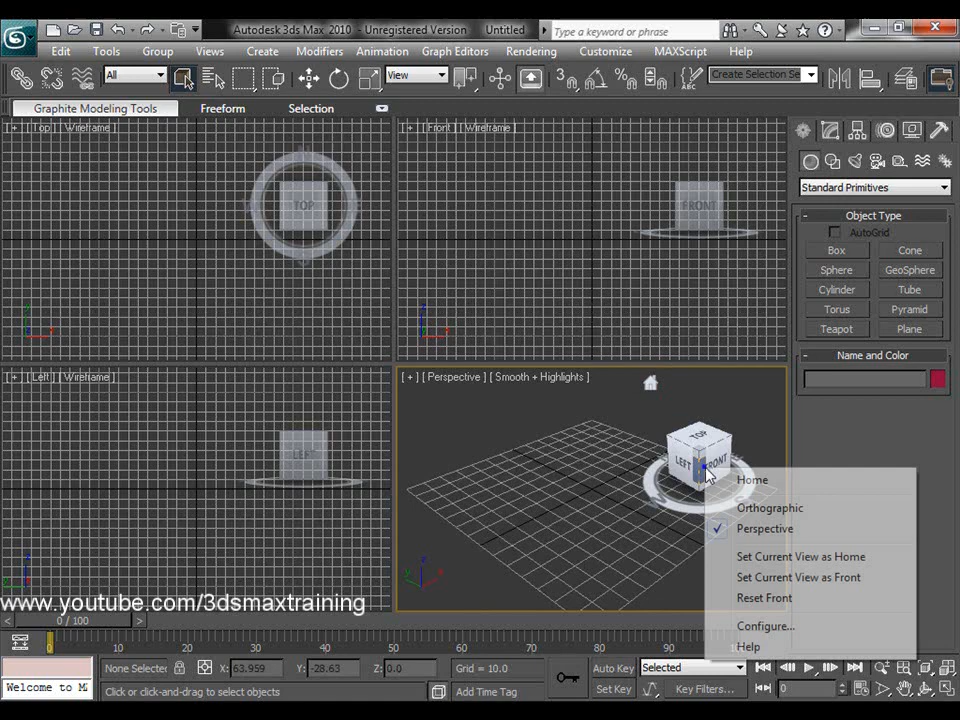 Autodesk 3ds Max 2010 - Unregistered Version Untitled Type a keyword or phrase
Edit Tools Group Views Create Modifiers Animation Graph Editors Rendering Customize MAXScript Help
All View 3 Create Selection Se
Graphite Modeling Tools Freeform Selection
[ + ] [ Top ] [ Wireframe ]
[ + ] [ Front ] [ Wireframe ]
TOP
FRONT
Standard Primitives
Object Type
AutoGrid
Box Cone
Sphere GeoSphere
Cylinder Tube
Torus Pyramid
Teapot Plane
Name and Color
[ + ] [ Left ] [ Wireframe ]
[ + ] [ Perspective ] [ Smooth + Highlights ]
LEFT
TOP
LEFT FRONT
Home
Orthographic
Perspective
Set Current View as Home
Set Current View as Front
Reset Front
Configure...
Help
www.youtube.com/3dsmaxtraining
0 / 100
0 10 20 30 40 50 60 70 80 90
None Selected X: 63.959 Y: -28.63 Z: 0.0 Grid = 10.0 Auto Key Selected
Welcome to M Click or click-and-drag to select objects Add Time Tag Set Key Key Filters... 0